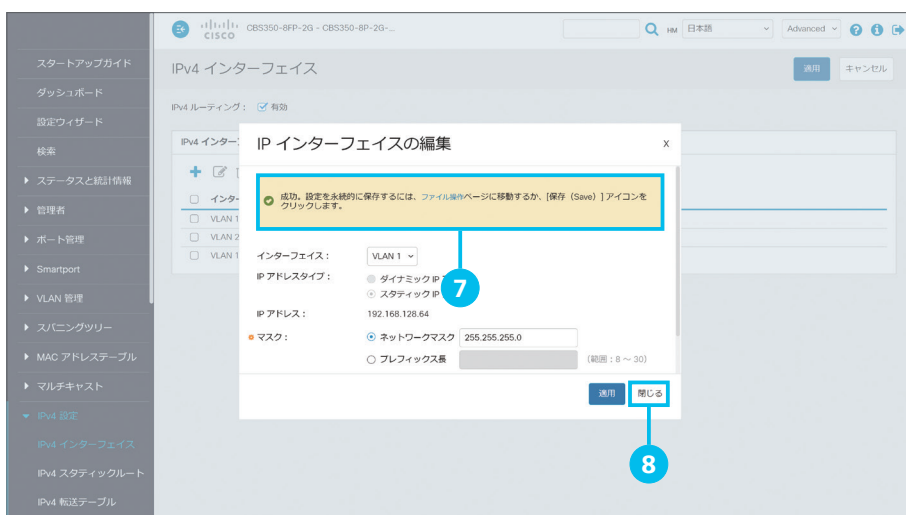 CISCO
CBS350-8FP-2G - CBS350-8P-2G-...
HM
日本語
Advanced
スタートアップガイド
ダッシュボード
設定ウィザード
検索
ステータスと統計情報
管理者
ポート管理
Smartport
VLAN 管理
スパニングツリー
MAC アドレステーブル
マルチキャスト
IPv4 設定
IPv4 インターフェイス
IPv4 スタティックルート
IPv4 転送テーブル
IPv4 インターフェイス
適用
キャンセル
IPv4 ルーティング：
有効
IPv4 インター
インター
VLAN 1
VLAN 2
VLAN 1
IP インターフェイスの編集
x
成功。設定を永続的に保存するには、ファイル操作ページに移動するか、[保存（Save）] アイコンを
クリックします。
7
インターフェイス：
VLAN 1
IP アドレスタイプ：
ダイナミック IP
スタティック IP
IP アドレス：
192.168.128.64
マスク：
ネットワークマスク
255.255.255.0
プレフィックス長
(範囲：8 ～ 30)
適用
閉じる
8